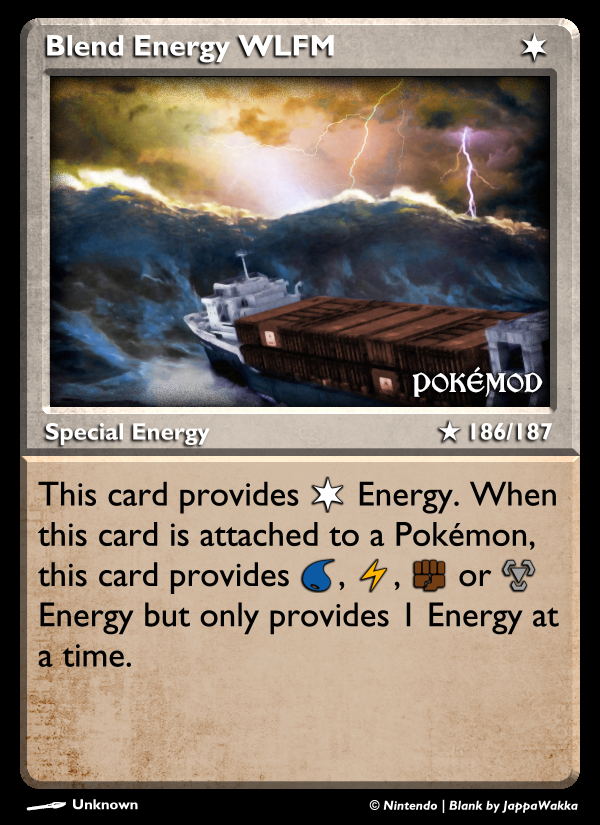 Blend Energy WLFM
POKÉMOD
Special Energy ★ 186/187
This card provides Energy. When
this card is attached to a Pokémon,
this card provides , , or
Energy but only provides 1 Energy at
a time.
Unknown © Nintendo | Blank by JappaWakka